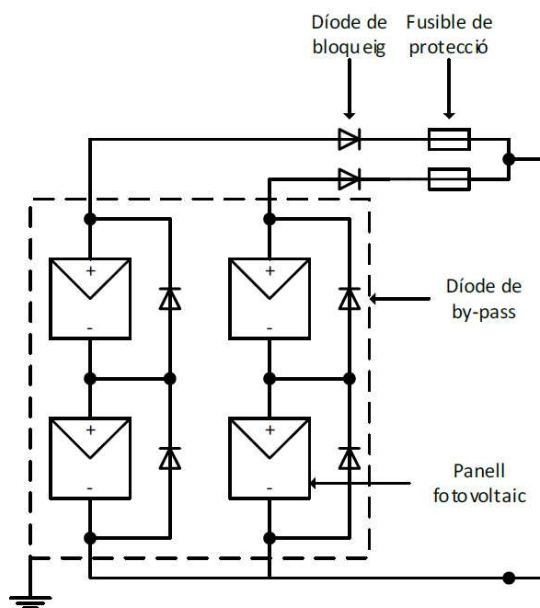 Díode de
bloqueig
Fusible de
protecció
+
+
-
-
Díode de
by-pass
+
+
-
-
Panell
fotovoltaic